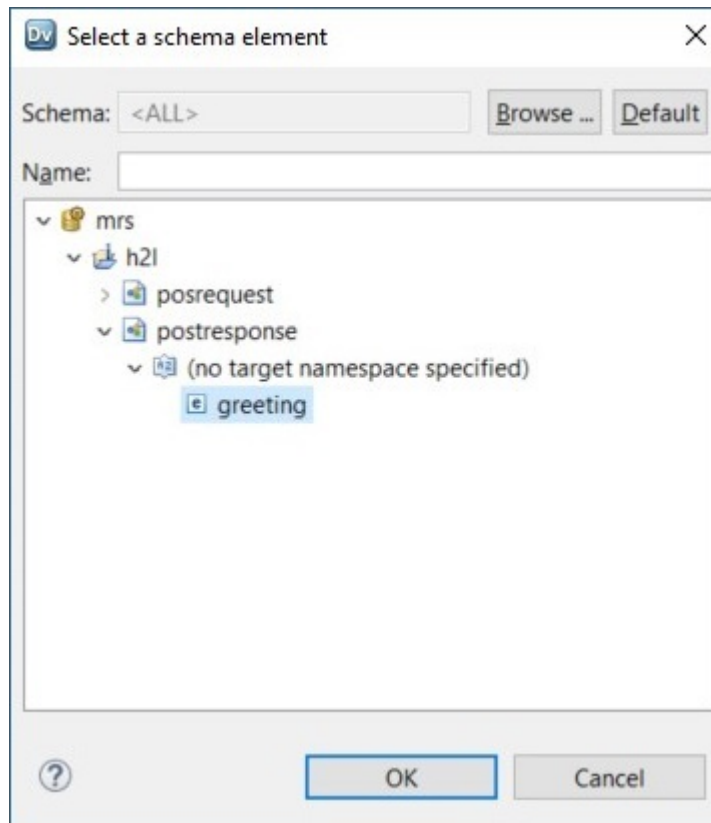 Dv Select a schema element
Schema: <ALL> Browse ... Default
Name:
mrs
h2l
posrequest
postresponse
(no target namespace specified)
e greeting
? OK Cancel